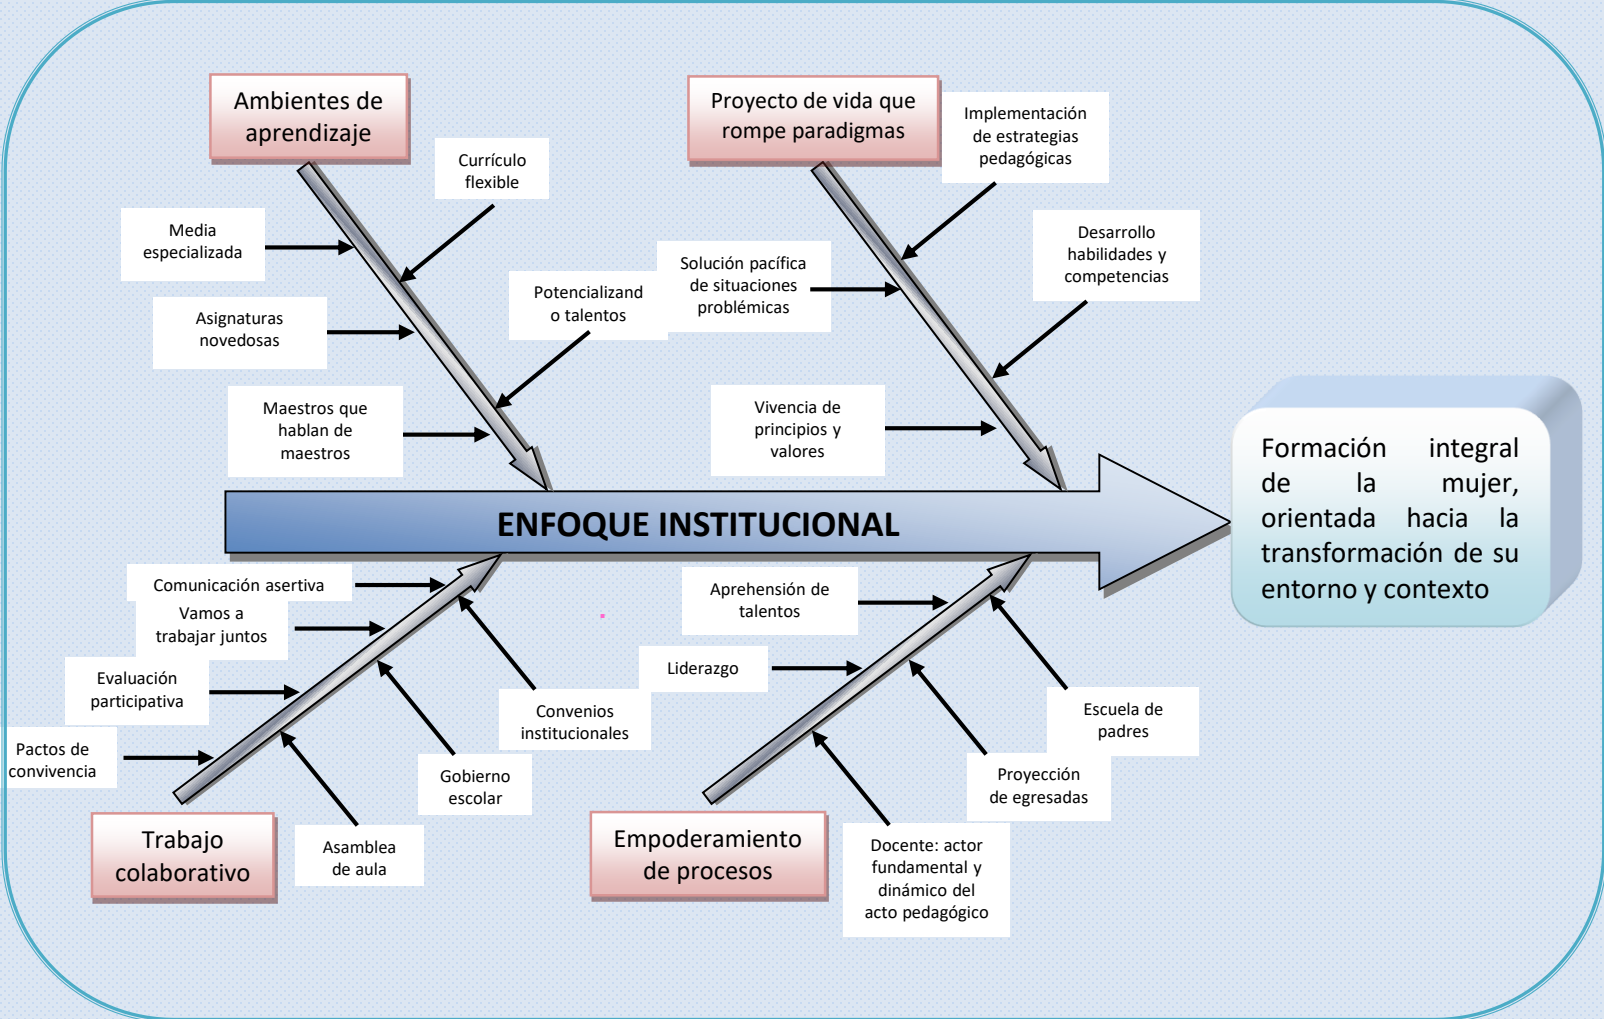 Ambientes de
aprendizaje
Proyecto de vida que
rompe paradigmas
Implementación
de estrategias
pedagógicas
Currículo
flexible
Media
especializada
Desarrollo
habilidades y
competencias
Solución pacífica
de situaciones
problémicas
Potencializand
o talentos
Asignaturas
novedosas
Maestros que
hablan de
maestros
Vivencia de
principios y
valores
Formación integral
de la mujer,
orientada hacia la
transformación de su
entorno y contexto
ENFOQUE INSTITUCIONAL
Comunicación asertiva
Vamos a
trabajar juntos
Aprehensión de
talentos
Evaluación
participativa
Liderazgo
Convenios
institucionales
Escuela de
padres
Pactos de
convivencia
Gobierno
escolar
Proyección
de egresadas
Trabajo
colaborativo
Asamblea
de aula
Empoderamiento
de procesos
Docente: actor
fundamental y
dinámico del
acto pedagógico